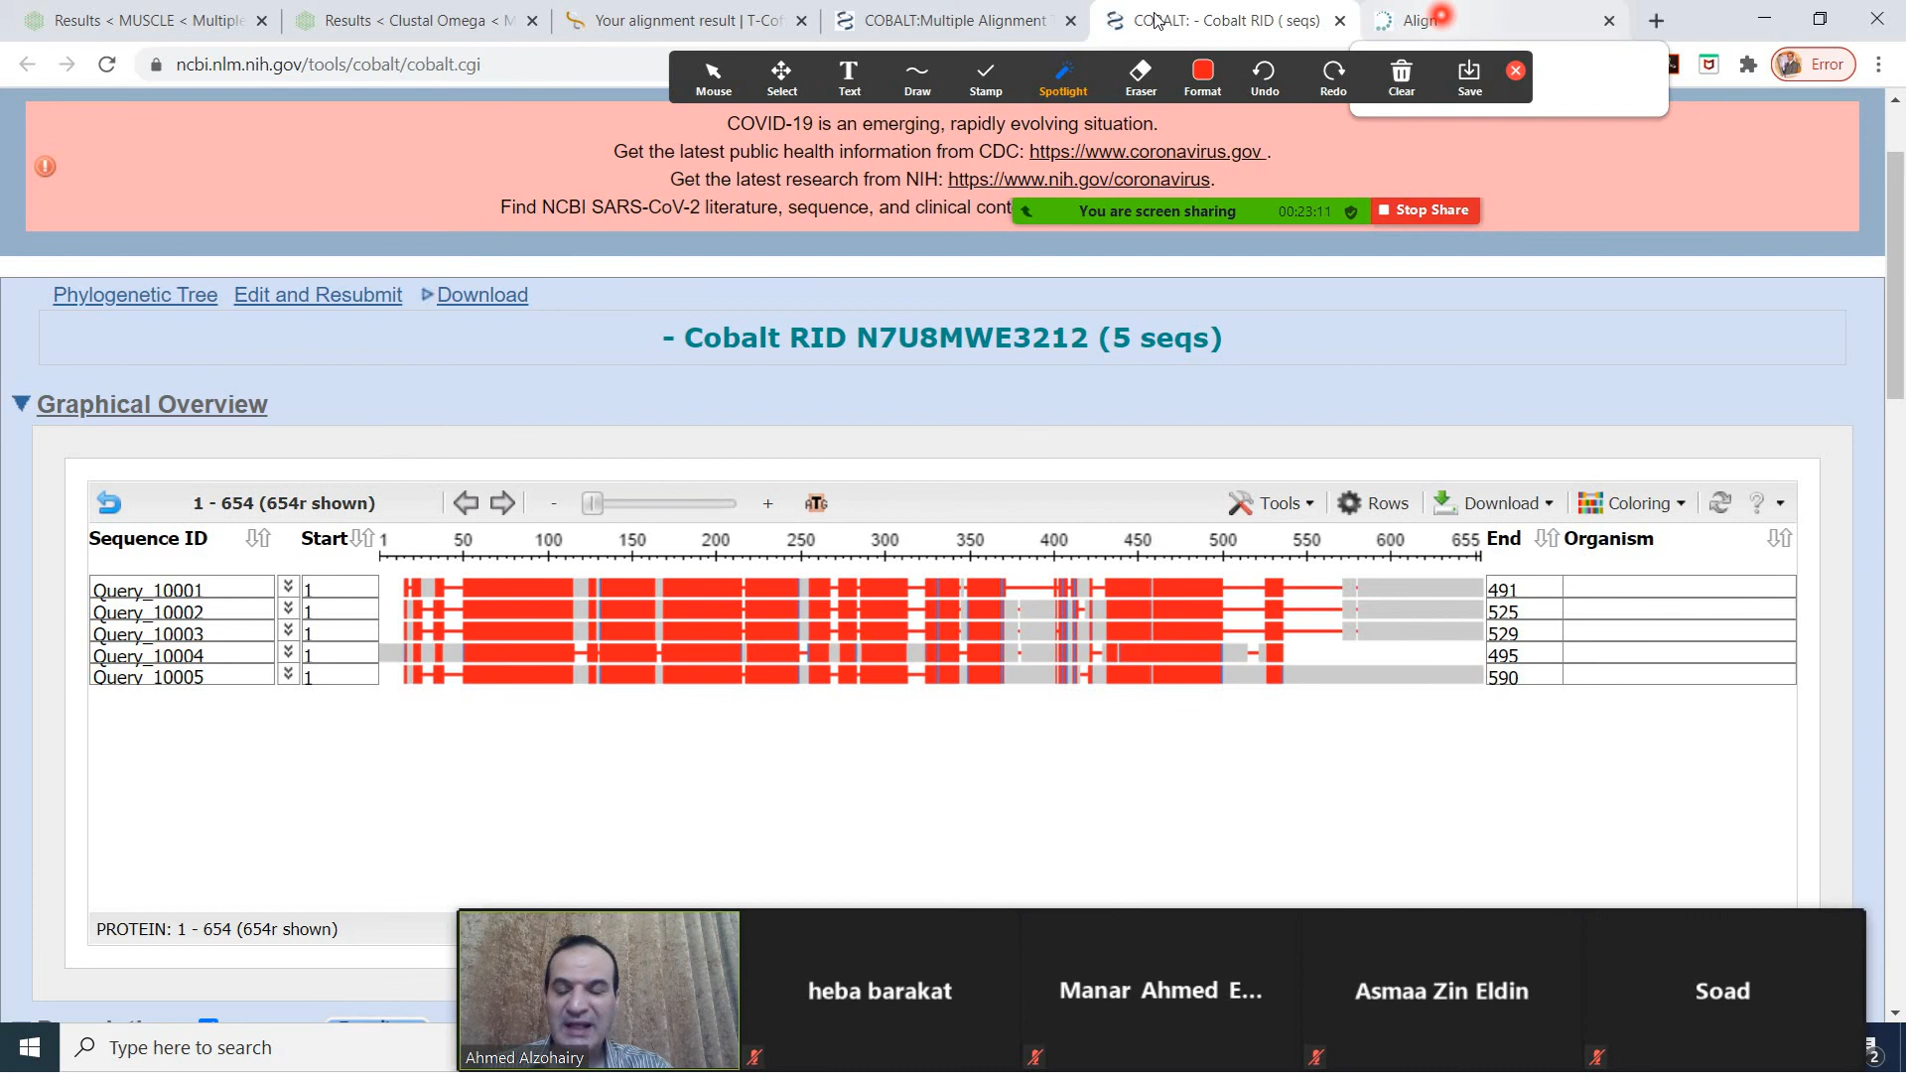 Results < MUSCLE < Multiple
Results < Clustal Omega < M
Your alignment result | T-Cof
COBALT:Multiple Alignment T
COBALT: - Cobalt RID ( seqs)
Align
ncbi.nlm.nih.gov/tools/cobalt/cobalt.cgi
Error
Mouse
Select
Text
Draw
Stamp
Spotlight
Eraser
Format
Undo
Redo
Clear
Save
COVID-19 is an emerging, rapidly evolving situation.
Get the latest public health information from CDC: https://www.coronavirus.gov .
Get the latest research from NIH: https://www.nih.gov/coronavirus.
Find NCBI SARS-CoV-2 literature, sequence, and clinical cont
You are screen sharing 00:23:11 Stop Share
Phylogenetic Tree Edit and Resubmit Download
- Cobalt RID N7U8MWE3212 (5 seqs)
Graphical Overview
1 - 654 (654r shown) - + ATG Tools Rows Download Coloring ?
Sequence ID Start 1 50 100 150 200 250 300 350 400 450 500 550 600 655 End Organism
Query_10001 1 491
Query_10002 1 525
Query_10003 1 529
Query_10004 1 495
Query_10005 1 590
PROTEIN: 1 - 654 (654r shown)
Ahmed Alzohairy
heba barakat
Manar Ahmed E...
Asmaa Zin Eldin
Soad
Type here to search
2